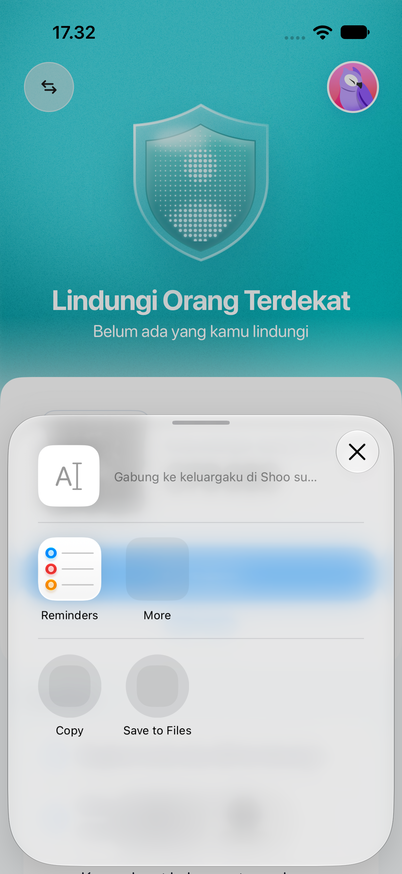 17.32
Lindungi Orang Terdekat
Belum ada yang kamu lindungi
Gabung ke keluargaku di Shoo su...
Reminders
More
Copy
Save to Files